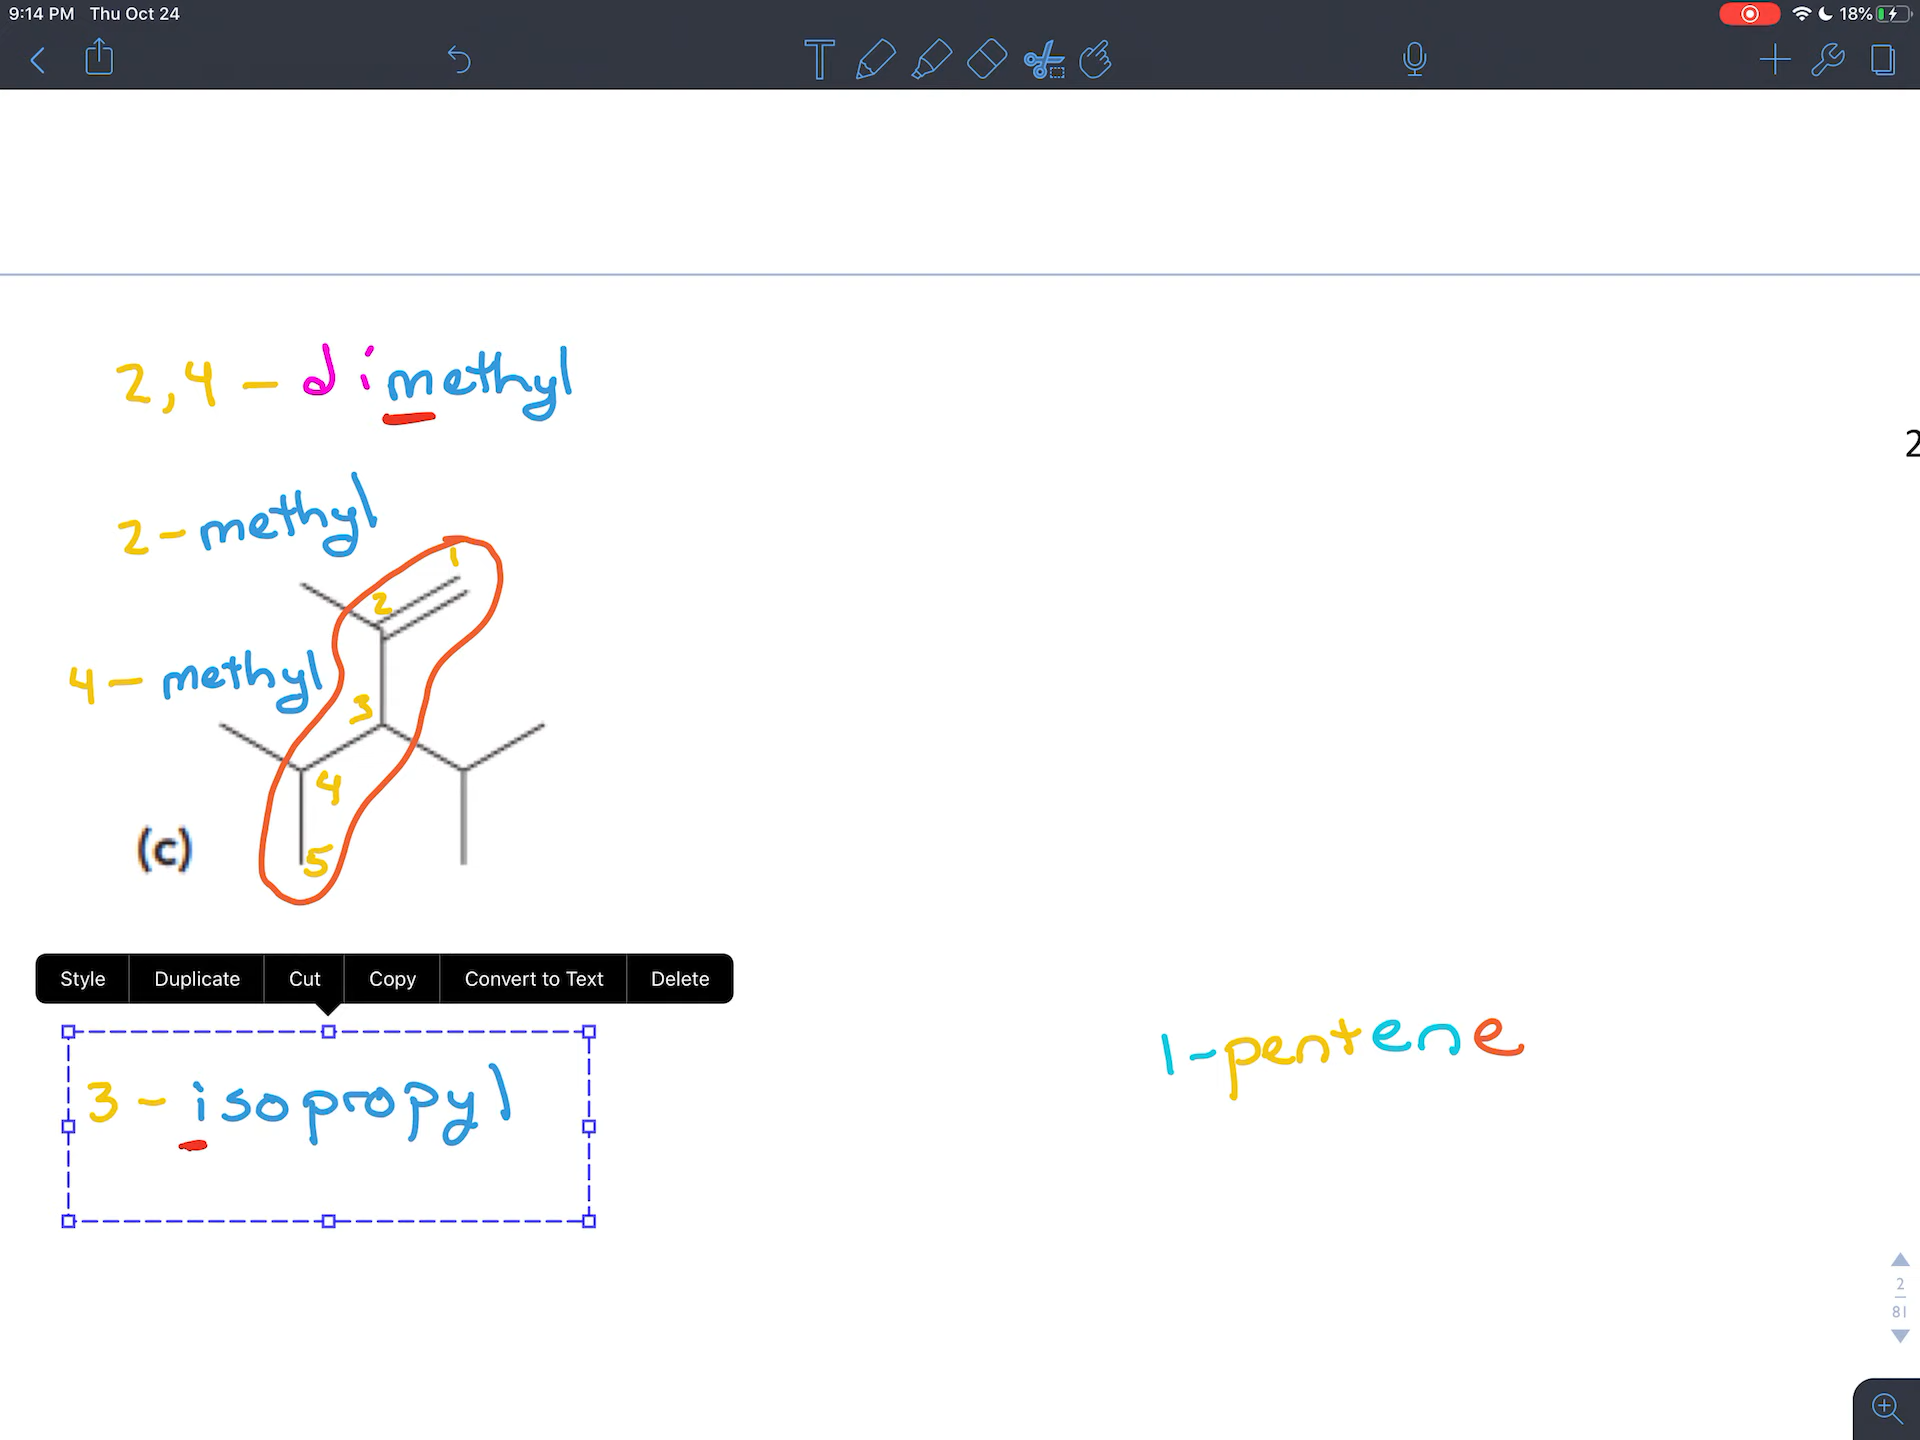 9:14 PM Thu Oct 24
18%
T
2,4 - dimethyl
2
2 - methyl
1
2
4 - methyl
3
4
(c)
5
Style Duplicate Cut Copy Convert to Text Delete
1-pentene
3 - isopropyl
2
81